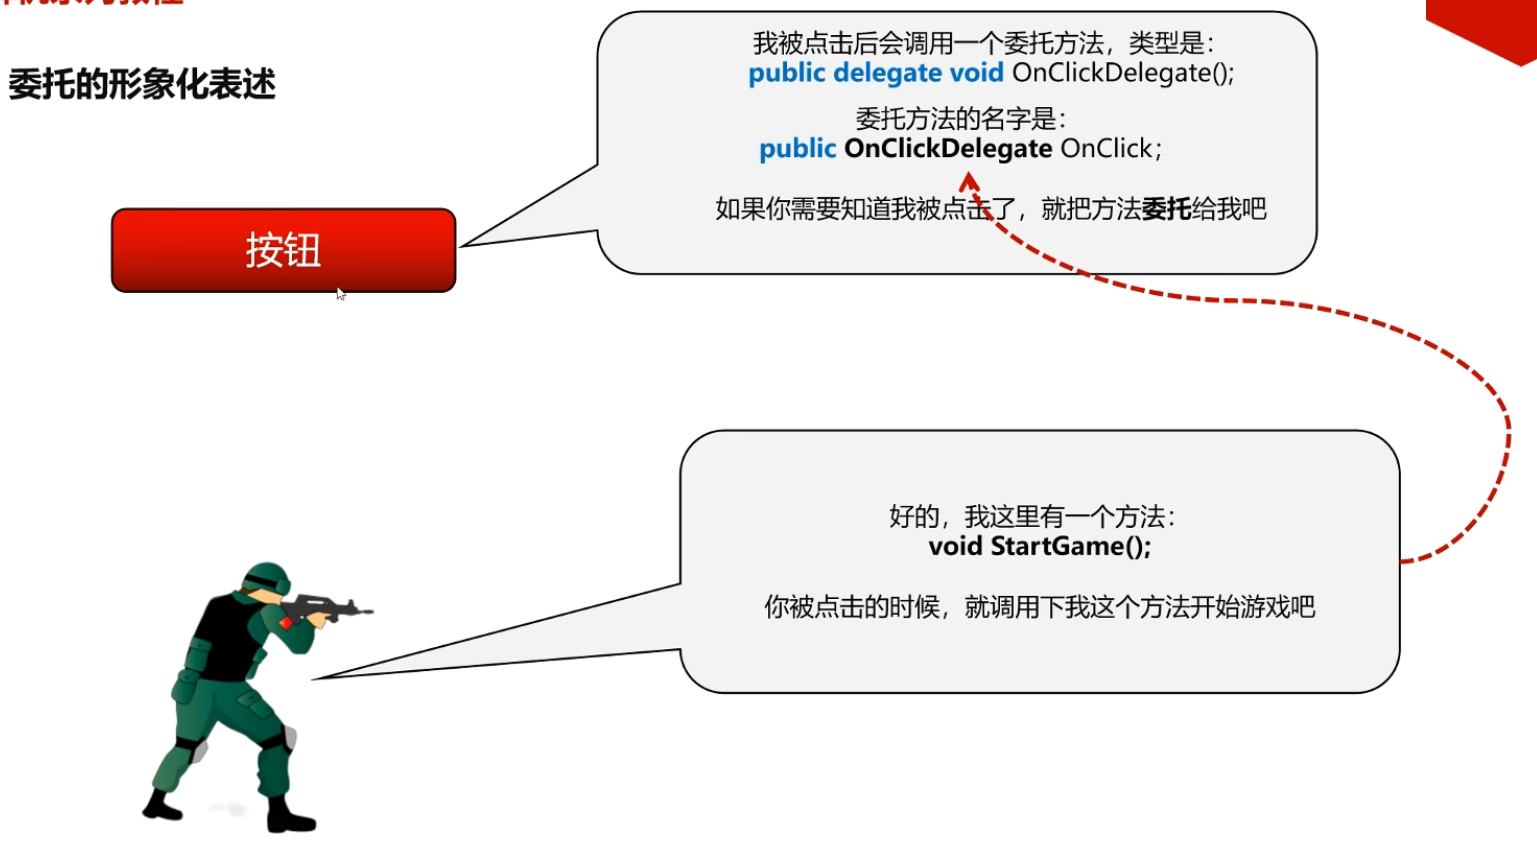 委托的形象化表述
我被点击后会调用一个委托方法，类型是：
public delegate void OnClickDelegate();
委托方法的名字是：
public OnClickDelegate OnClick；
如果你需要知道我被点击了，就把方法委托给我吧
按钮
好的，我这里有一个方法：
void StartGame();
你被点击的时候，就调用下我这个方法开始游戏吧